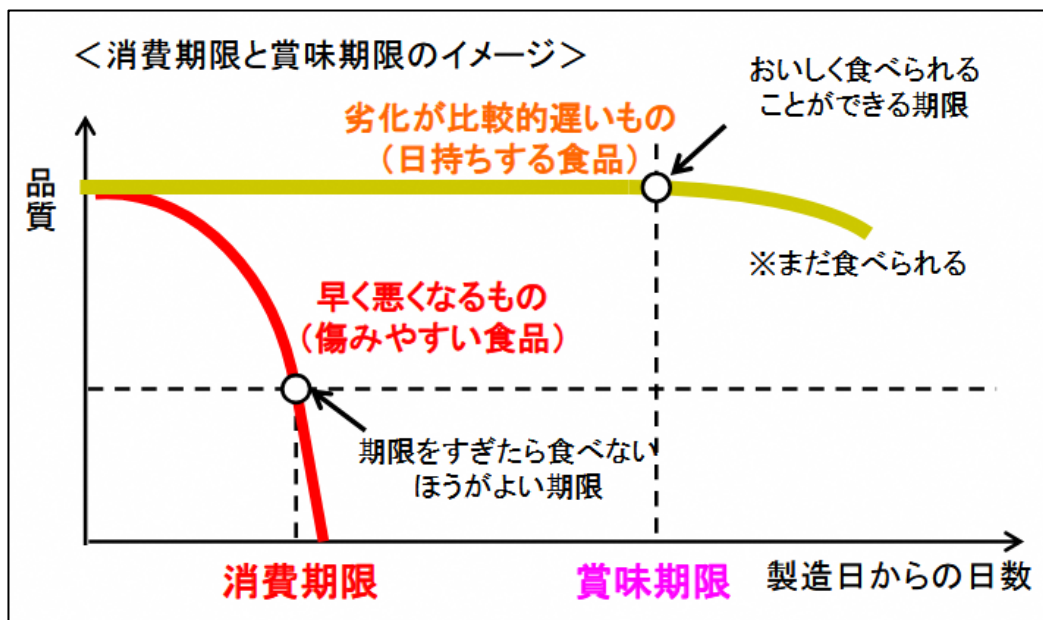 ＜消費期限と賞味期限のイメージ＞
おいしく食べられる
ことができる期限
劣化が比較的遅いもの
（日持ちする食品）
品
質
※まだ食べられる
早く悪くなるもの
（傷みやすい食品）
期限をすぎたら食べない
ほうがよい期限
消費期限
賞味期限
製造日からの日数